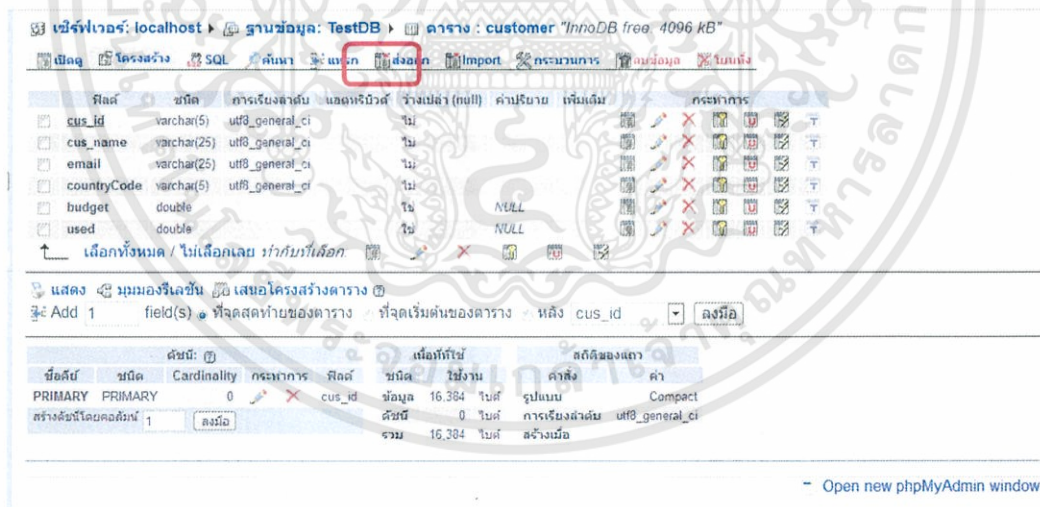 เซิร์ฟเวอร์: localhost ▸ ฐานข้อมูล: TestDB ▸ ตาราง : customer "InnoDB free: 4096 kB"
เปิดดู โครงสร้าง SQL ค้นหา แทรก ส่งออก Import กระบวนการ ลบข้อมูล โยนทิ้ง
ฟิลด์ ชนิด การเรียงลำดับ แอตทริบิวต์ ว่างเปล่า (null) ค่าปริยาย เพิ่มเติม กระทำการ
cus_id varchar(5) utf8_general_ci ไม่
cus_name varchar(25) utf8_general_ci ไม่
email varchar(25) utf8_general_ci ไม่
countryCode varchar(5) utf8_general_ci ไม่
budget double ใช่ NULL
used double ใช่ NULL
เลือกทั้งหมด / ไม่เลือกเลย ทำกับที่เลือก
แสดง มุมมองรีเลชัน เสนอโครงสร้างตาราง
Add 1 field(s) ที่จุดสุดท้ายของตาราง ที่จุดเริ่มต้นของตาราง หลัง cus_id ลงมือ
ดัชนี: เนื้อที่ที่ใช้ สถิติของแถว
ชื่อคีย์ ชนิด Cardinality กระทำการ ฟิลด์ ชนิด ใช้งาน คำสั่ง ค่า
PRIMARY PRIMARY 0 cus_id ข้อมูล 16,384 ไบต์ รูปแบบ Compact
สร้างดัชนีโดยคอลัมน์ 1 ลงมือ ดัชนี 0 ไบต์ การเรียงลำดับ utf8_general_ci
รวม 16,384 ไบต์ สร้างเมื่อ
Open new phpMyAdmin window